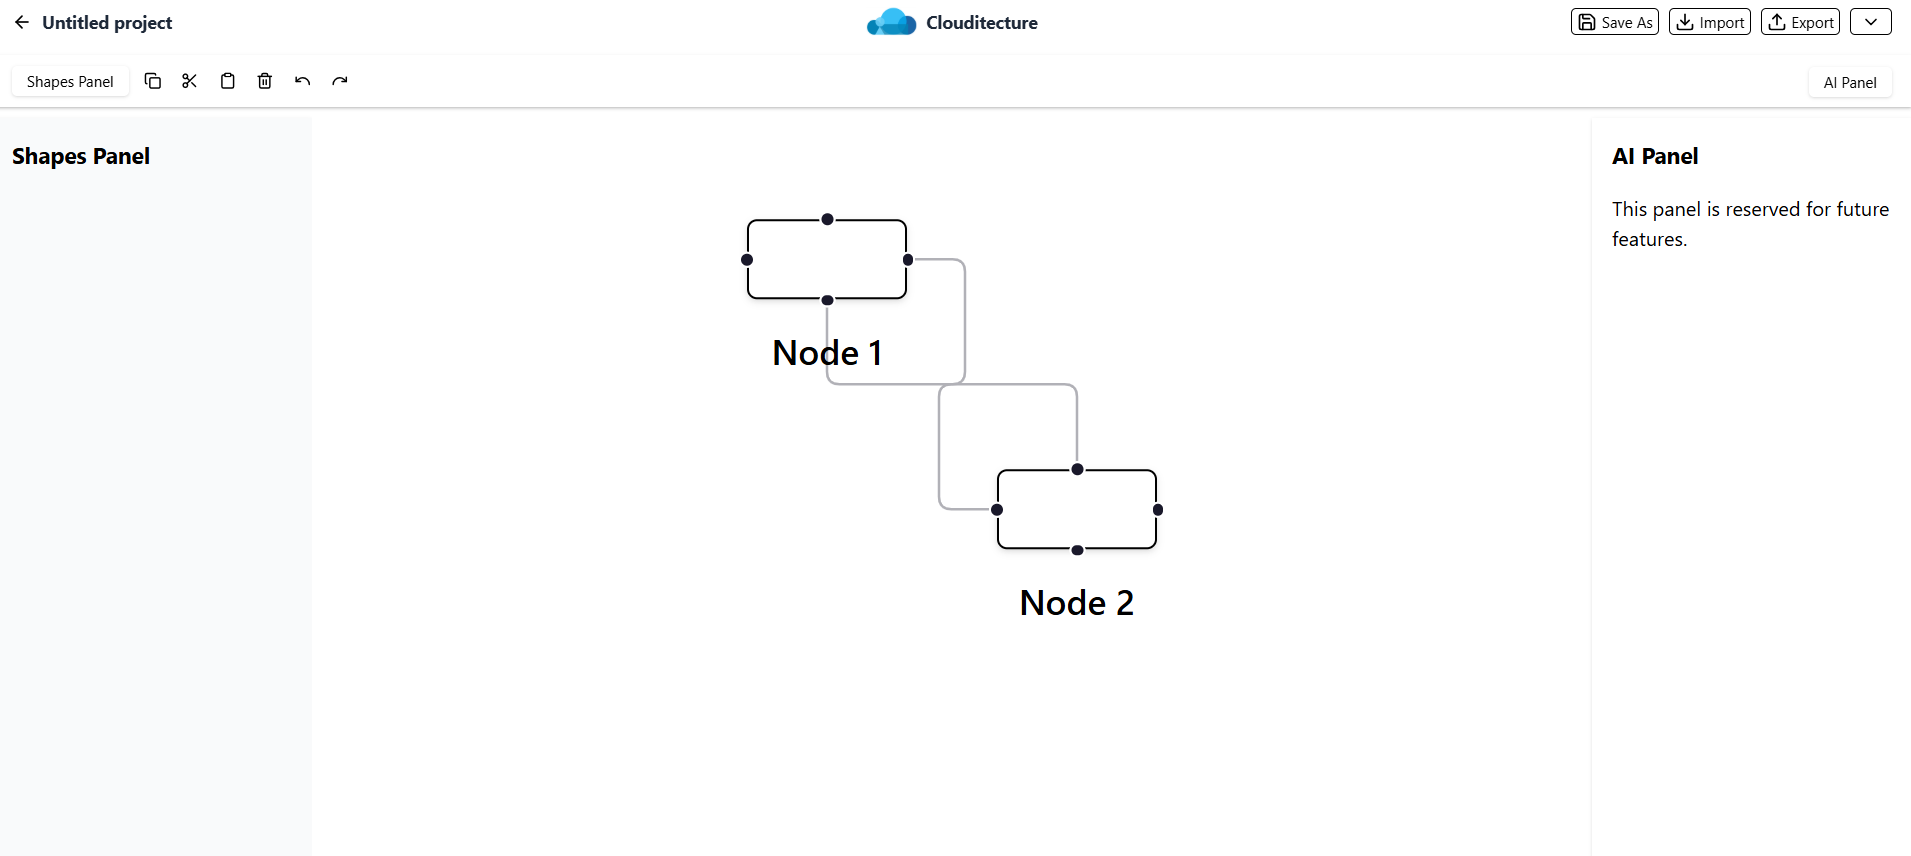 Untitled project
Clouditecture
Save As
Import
Export
Shapes Panel
AI Panel
Shapes Panel
AI Panel
This panel is reserved for future
features.
Node 1
Node 2